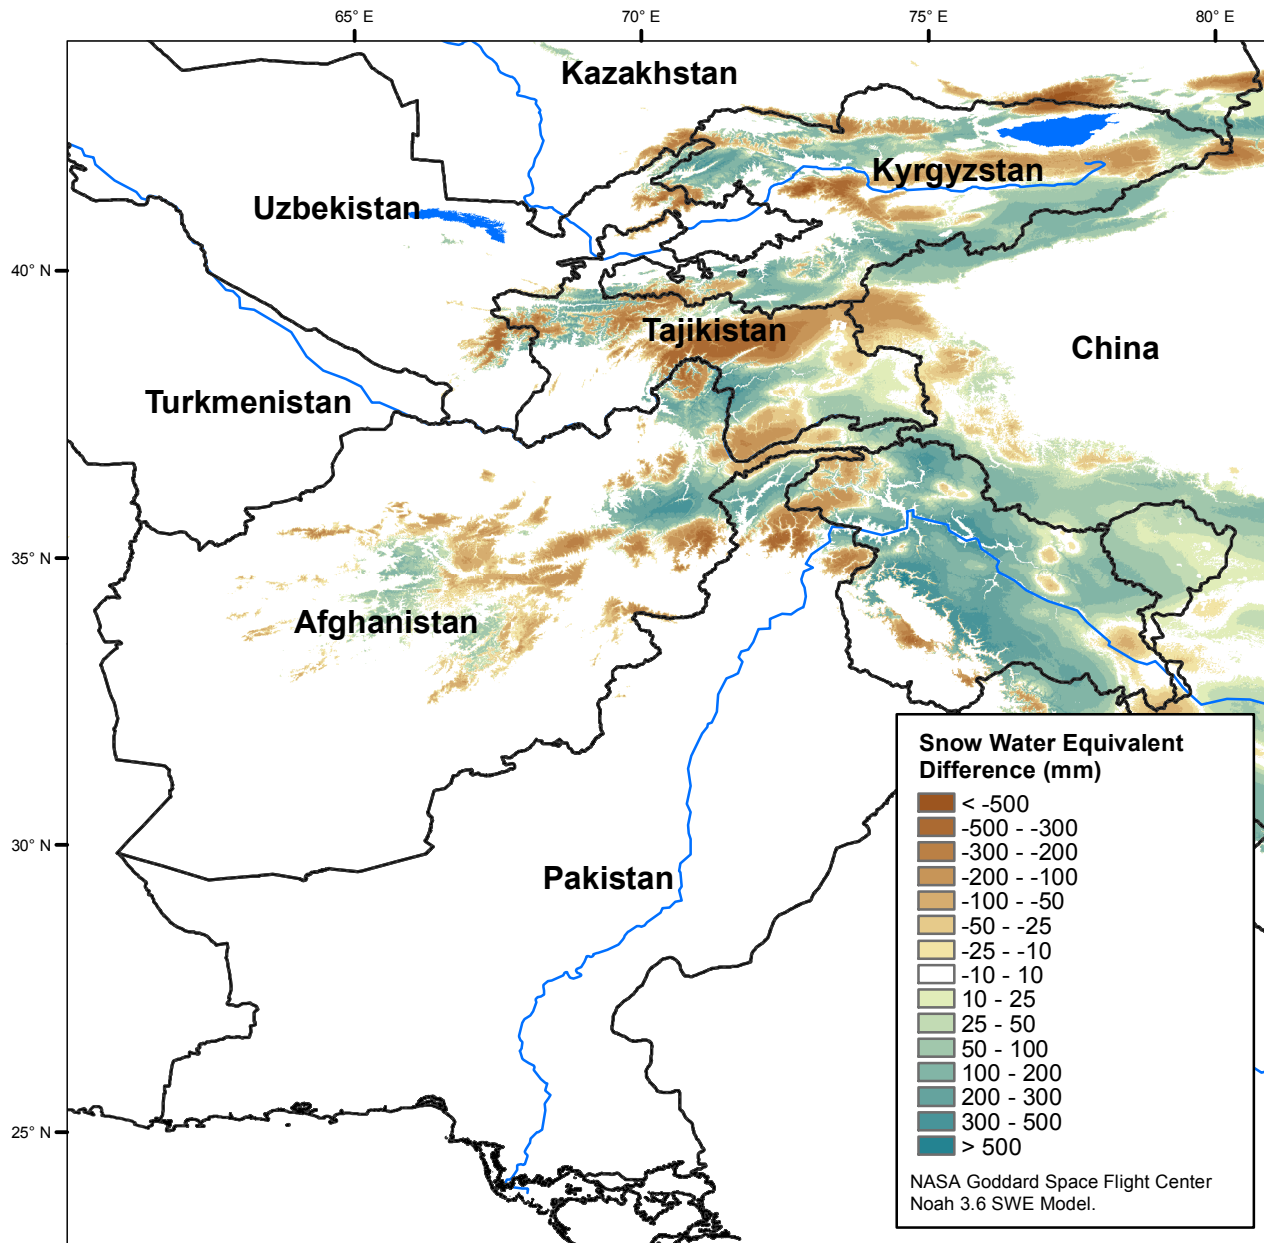 65° E
70° E
75° E
80° E
Kazakhstan
Kyrgyzstan
Uzbekistan
40° N
Tajikistan
China
Turkmenistan
35° N
Afghanistan
30° N
Pakistan
25° N
Snow Water Equivalent
Difference (mm)
< -500
-500 - -300
-300 - -200
-200 - -100
-100 - -50
-50 - -25
-25 - -10
-10 - 10
10 - 25
25 - 50
50 - 100
100 - 200
200 - 300
300 - 500
> 500
NASA Goddard Space Flight Center
Noah 3.6 SWE Model.